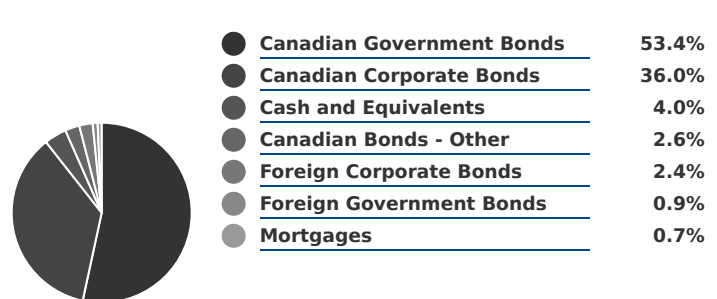 Canadian Government Bonds 53.4%
Canadian Corporate Bonds 36.0%
Cash and Equivalents 4.0%
Canadian Bonds - Other 2.6%
Foreign Corporate Bonds 2.4%
Foreign Government Bonds 0.9%
Mortgages 0.7%